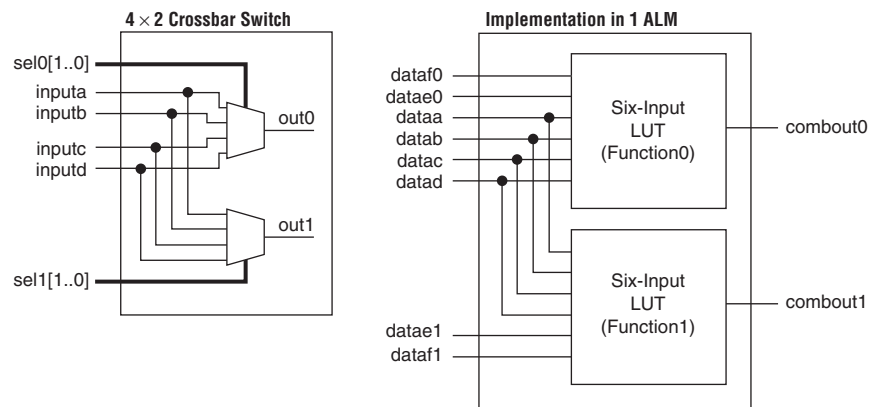 4 × 2 Crossbar Switch
sel0[1..0]
inputa
inputb
inputc
inputd
out0
out1
sel1[1..0]
Implementation in 1 ALM
dataf0
datae0
dataa
datab
datac
datad
Six-Input
LUT
(Function0)
combout0
Six-Input
LUT
(Function1)
combout1
datae1
dataf1